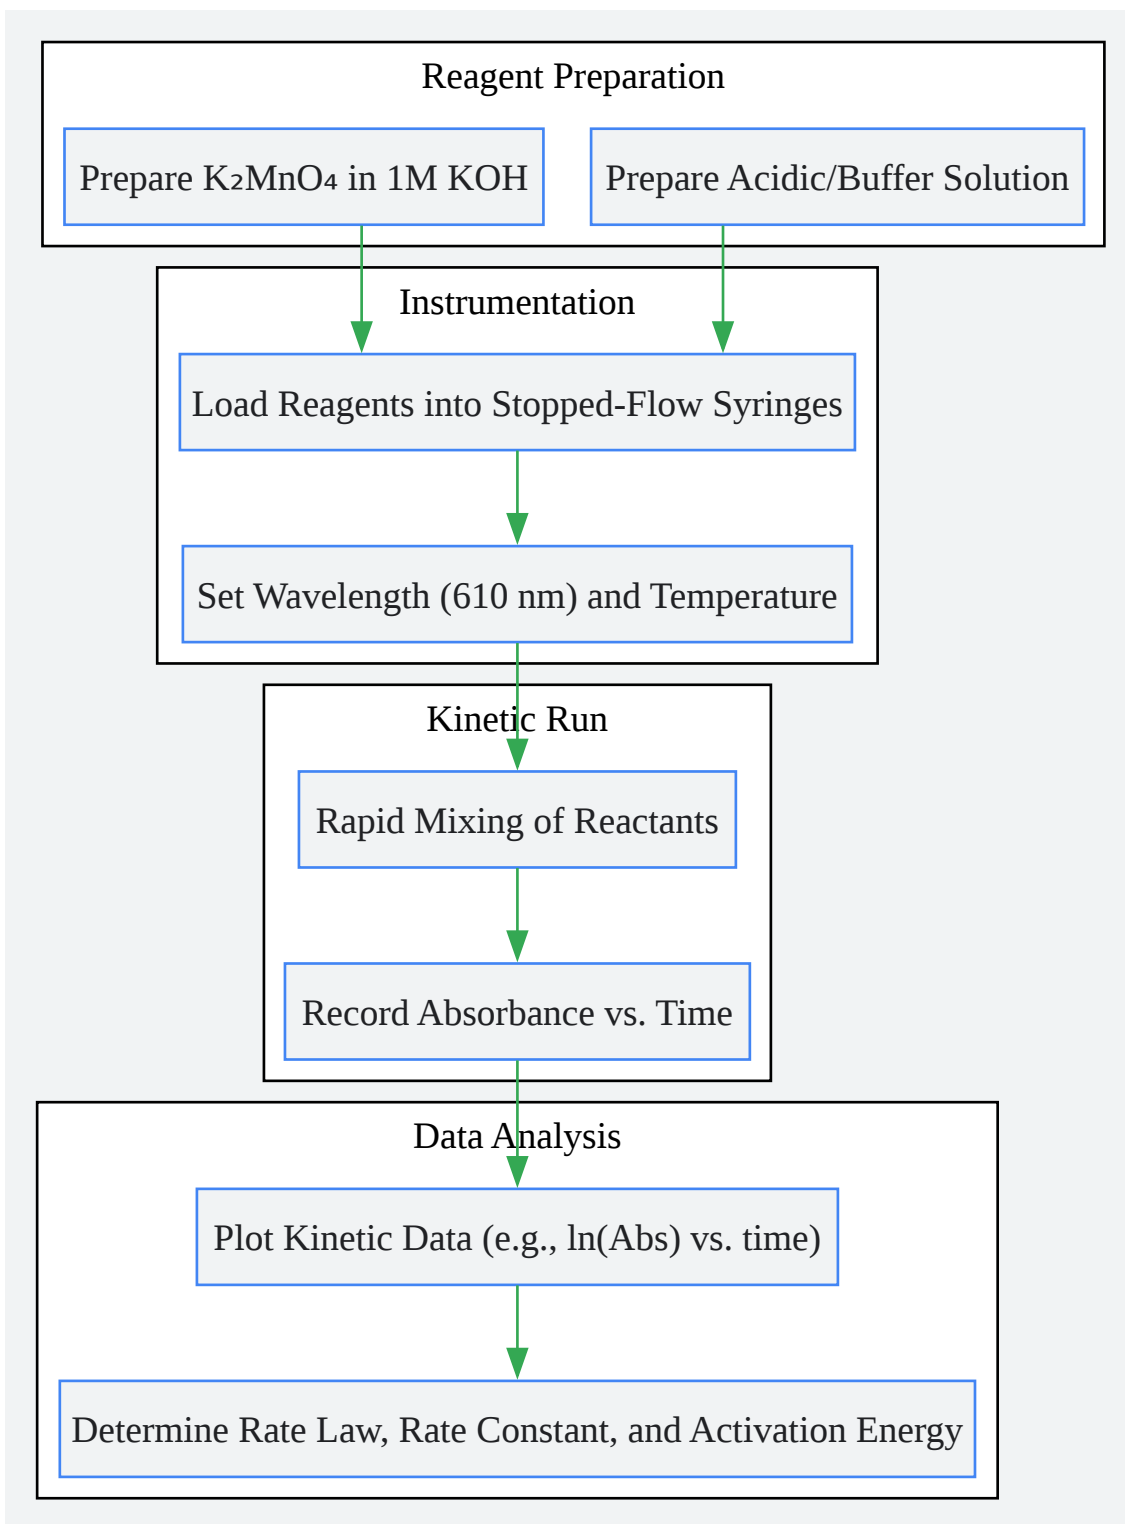 Reagent Preparation
Prepare K₂MnO₄ in 1M KOH
Prepare Acidic/Buffer Solution
Instrumentation
Load Reagents into Stopped-Flow Syringes
Set Wavelength (610 nm) and Temperature
Kinetic Run
Rapid Mixing of Reactants
Record Absorbance vs. Time
Data Analysis
Plot Kinetic Data (e.g., ln(Abs) vs. time)
Determine Rate Law, Rate Constant, and Activation Energy